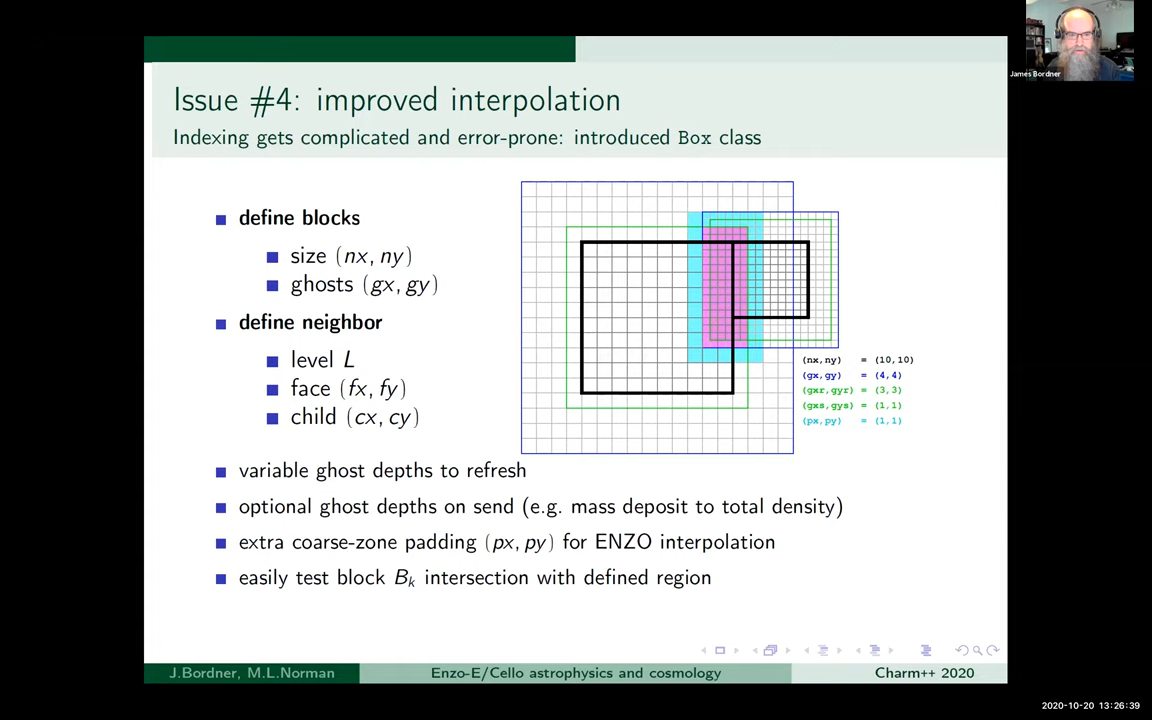 James Bordner
Issue #4: improved interpolation
Indexing gets complicated and error-prone: introduced Box class
define blocks
size (nx, ny)
ghosts (gx, gy)
define neighbor
level L
face (fx, fy)
child (cx, cy)
(nx,ny) = (10,10)
(gx,gy) = (4,4)
(gxr,gyr) = (3,3)
(gxs,gys) = (1,1)
(px,py) = (1,1)
variable ghost depths to refresh
optional ghost depths on send (e.g. mass deposit to total density)
extra coarse-zone padding (px, py) for ENZO interpolation
easily test block Bk intersection with defined region
J.Bordner, M.L.Norman
Enzo-E/Cello astrophysics and cosmology
Charm++ 2020
2020-10-20 13:26:39